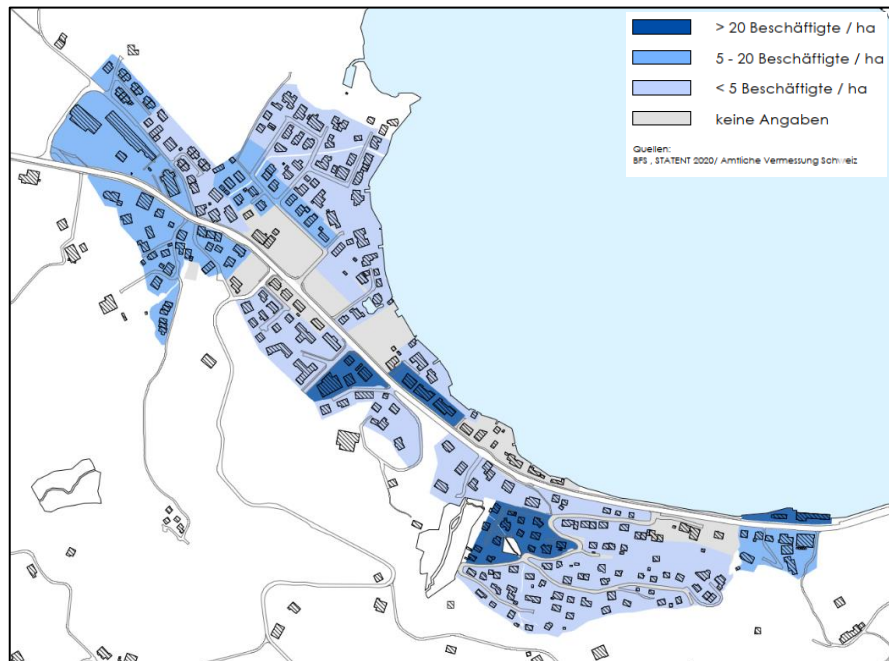 > 20 Beschäftigte / ha
5 - 20 Beschäftigte / ha
< 5 Beschäftigte / ha
keine Angaben
Quellen:
BFS , STATENT 2020/ Amtliche Vermessung Schweiz